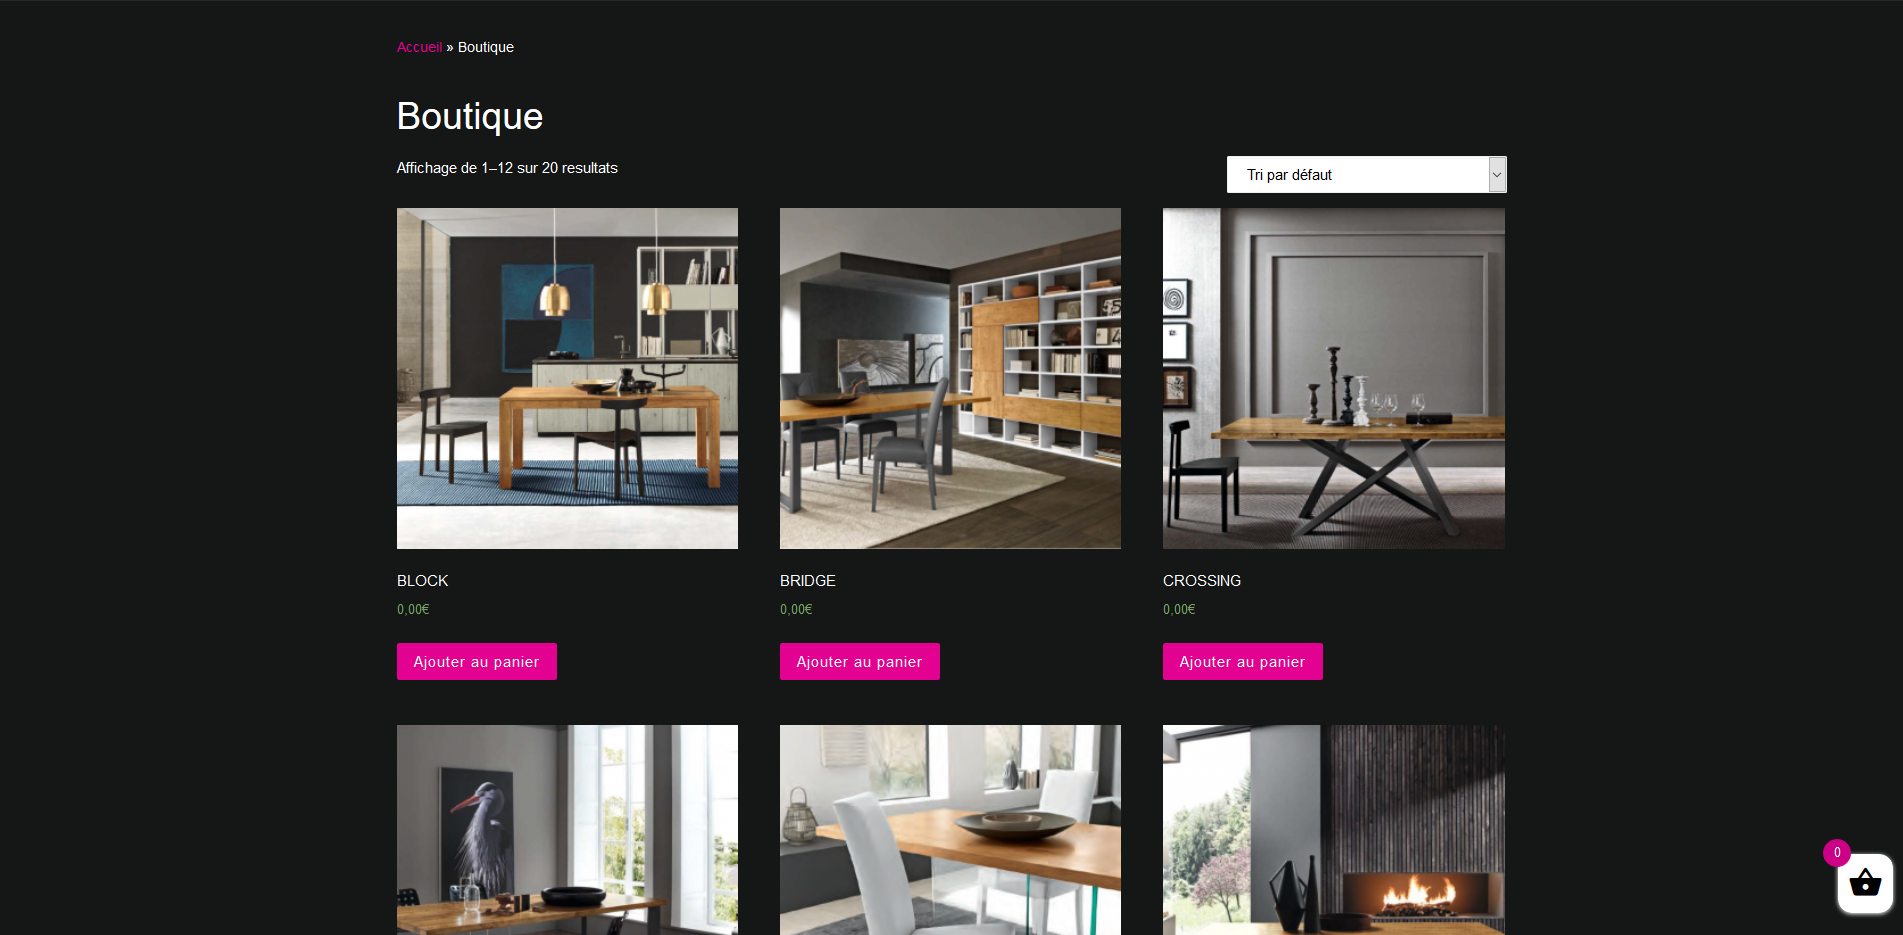 Accueil » Boutique
Boutique
Affichage de 1–12 sur 20 resultats
Tri par défaut
BLOCK
0,00€
Ajouter au panier
BRIDGE
0,00€
Ajouter au panier
CROSSING
0,00€
Ajouter au panier
0